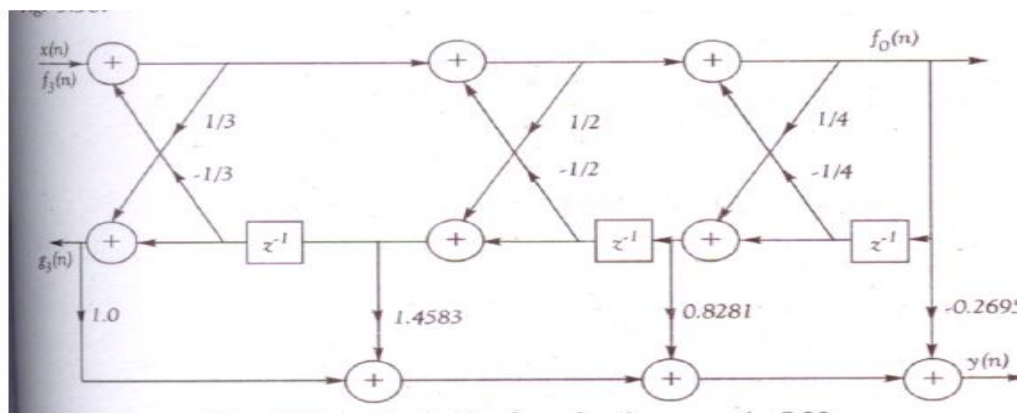 x(n)
f₃(n)
f₀(n)
+
+
+
1/3
1/2
1/4
-1/3
-1/2
-1/4
+
z⁻¹
+
z⁻¹
+
z⁻¹
g₃(n)
1.0
1.4583
0.8281
-0.2695
+
+
+
y(n)